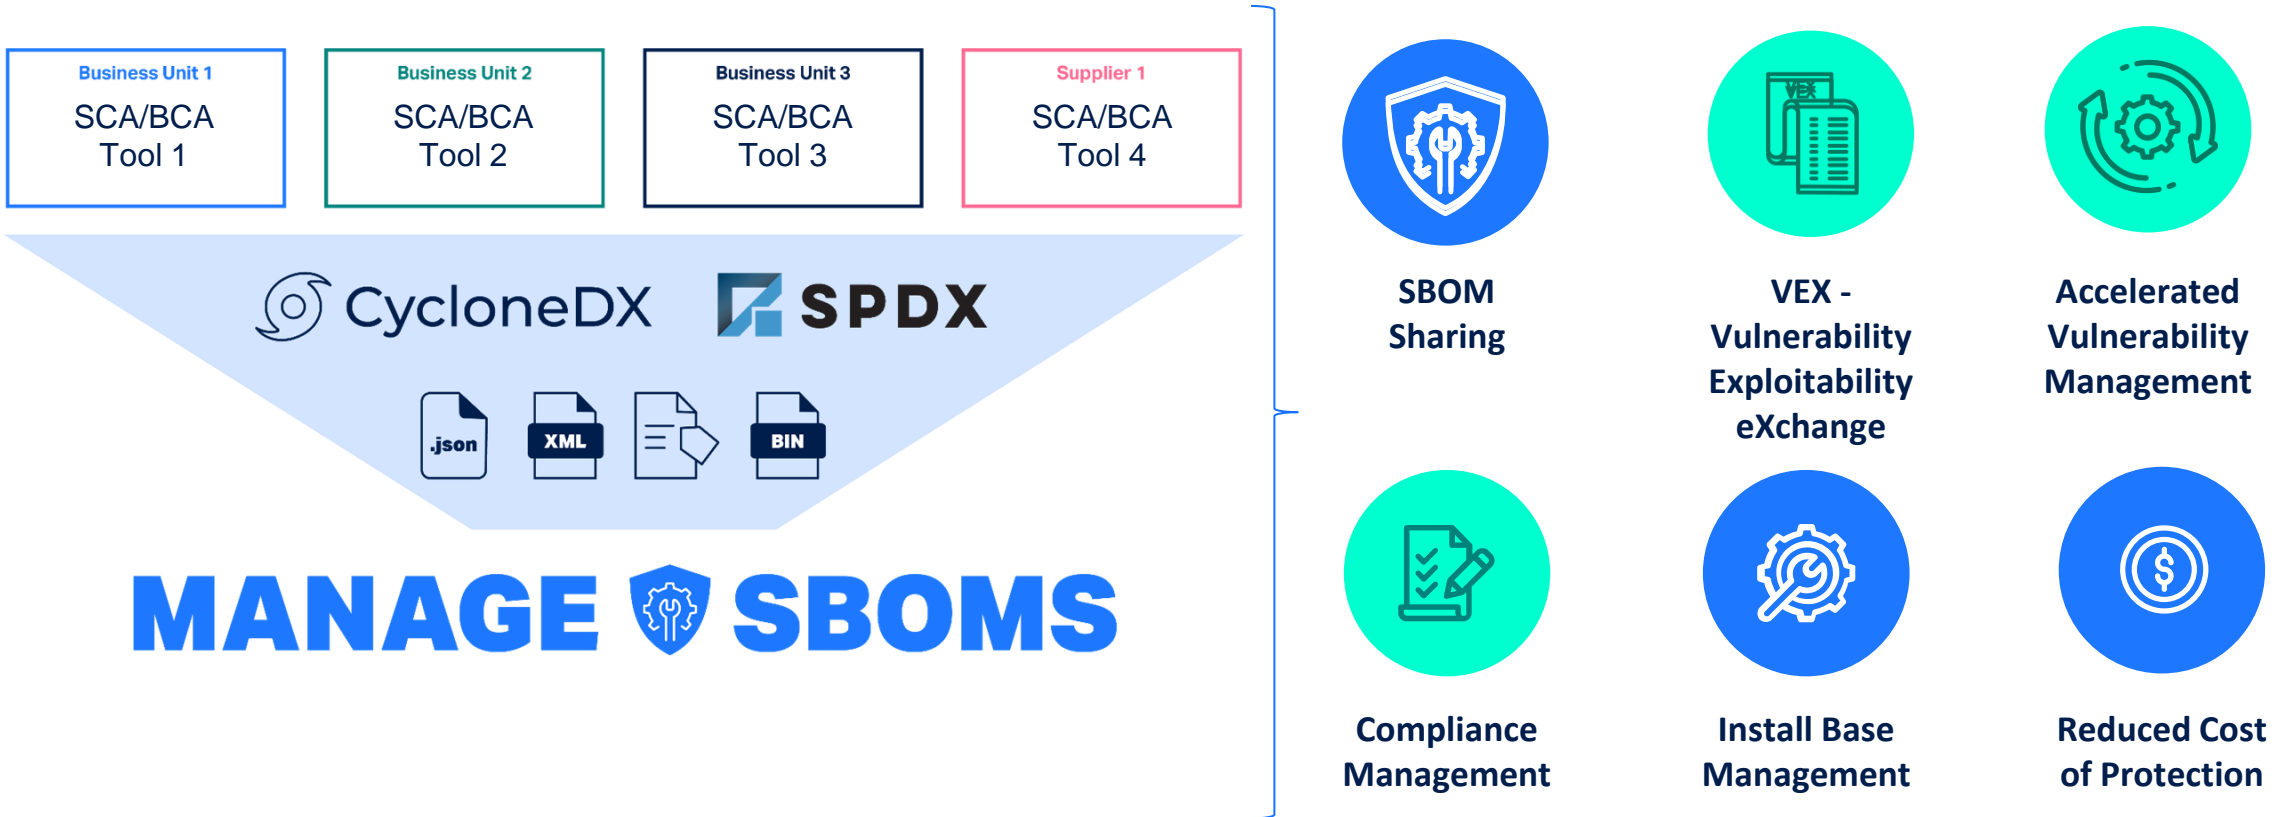 Business Unit 1
SCA/BCA
Tool 1
Business Unit 2
SCA/BCA
Tool 2
Business Unit 3
SCA/BCA
Tool 3
Supplier 1
SCA/BCA
Tool 4
CycloneDX
SPDX
.json
XML
BIN
MANAGE SBOMS
SBOM
Sharing
VEX
VEX -
Vulnerability
Exploitability
eXchange
Accelerated
Vulnerability
Management
Compliance
Management
Install Base
Management
$
Reduced Cost
of Protection